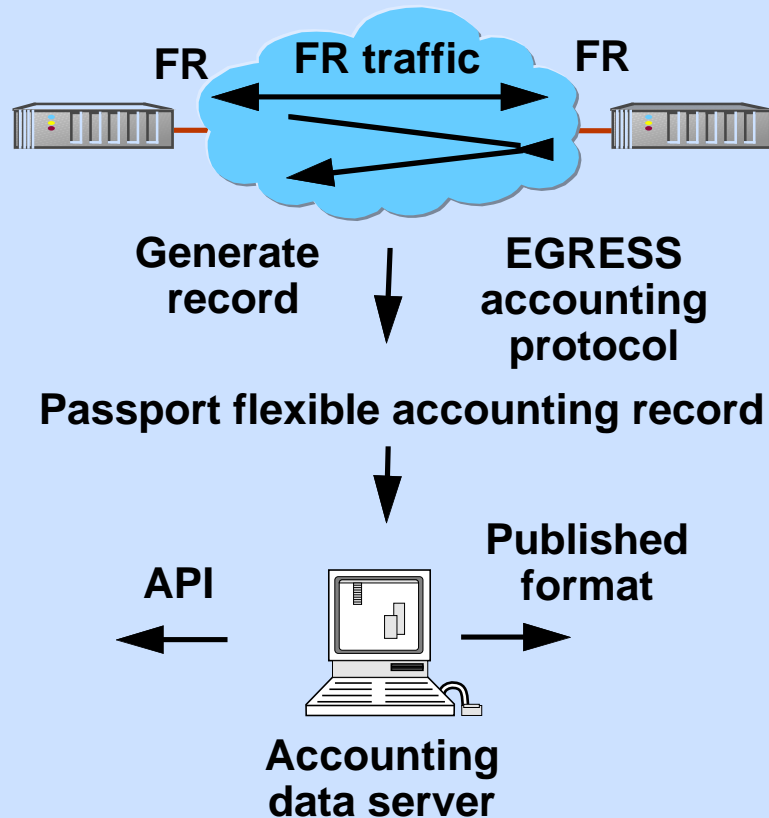 FR
FR traffic
FR
Generate
record
EGRESS
accounting
protocol
Passport flexible accounting record
API
Published
format
Accounting
data server